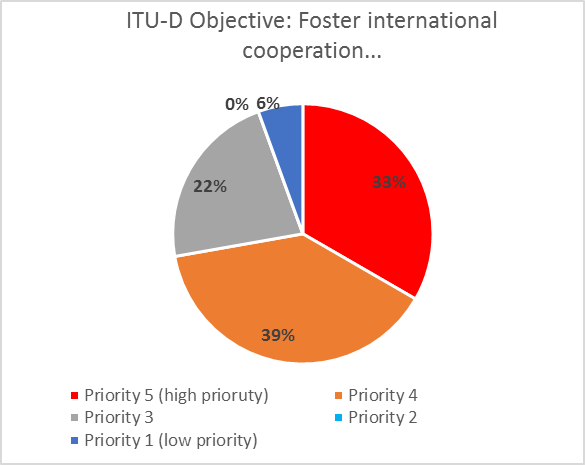 ITU-D Objective: Foster international
cooperation...
0% 6%
33%
22%
39%
Priority 5 (high prioruty)
Priority 4
Priority 3
Priority 2
Priority 1 (low priority)